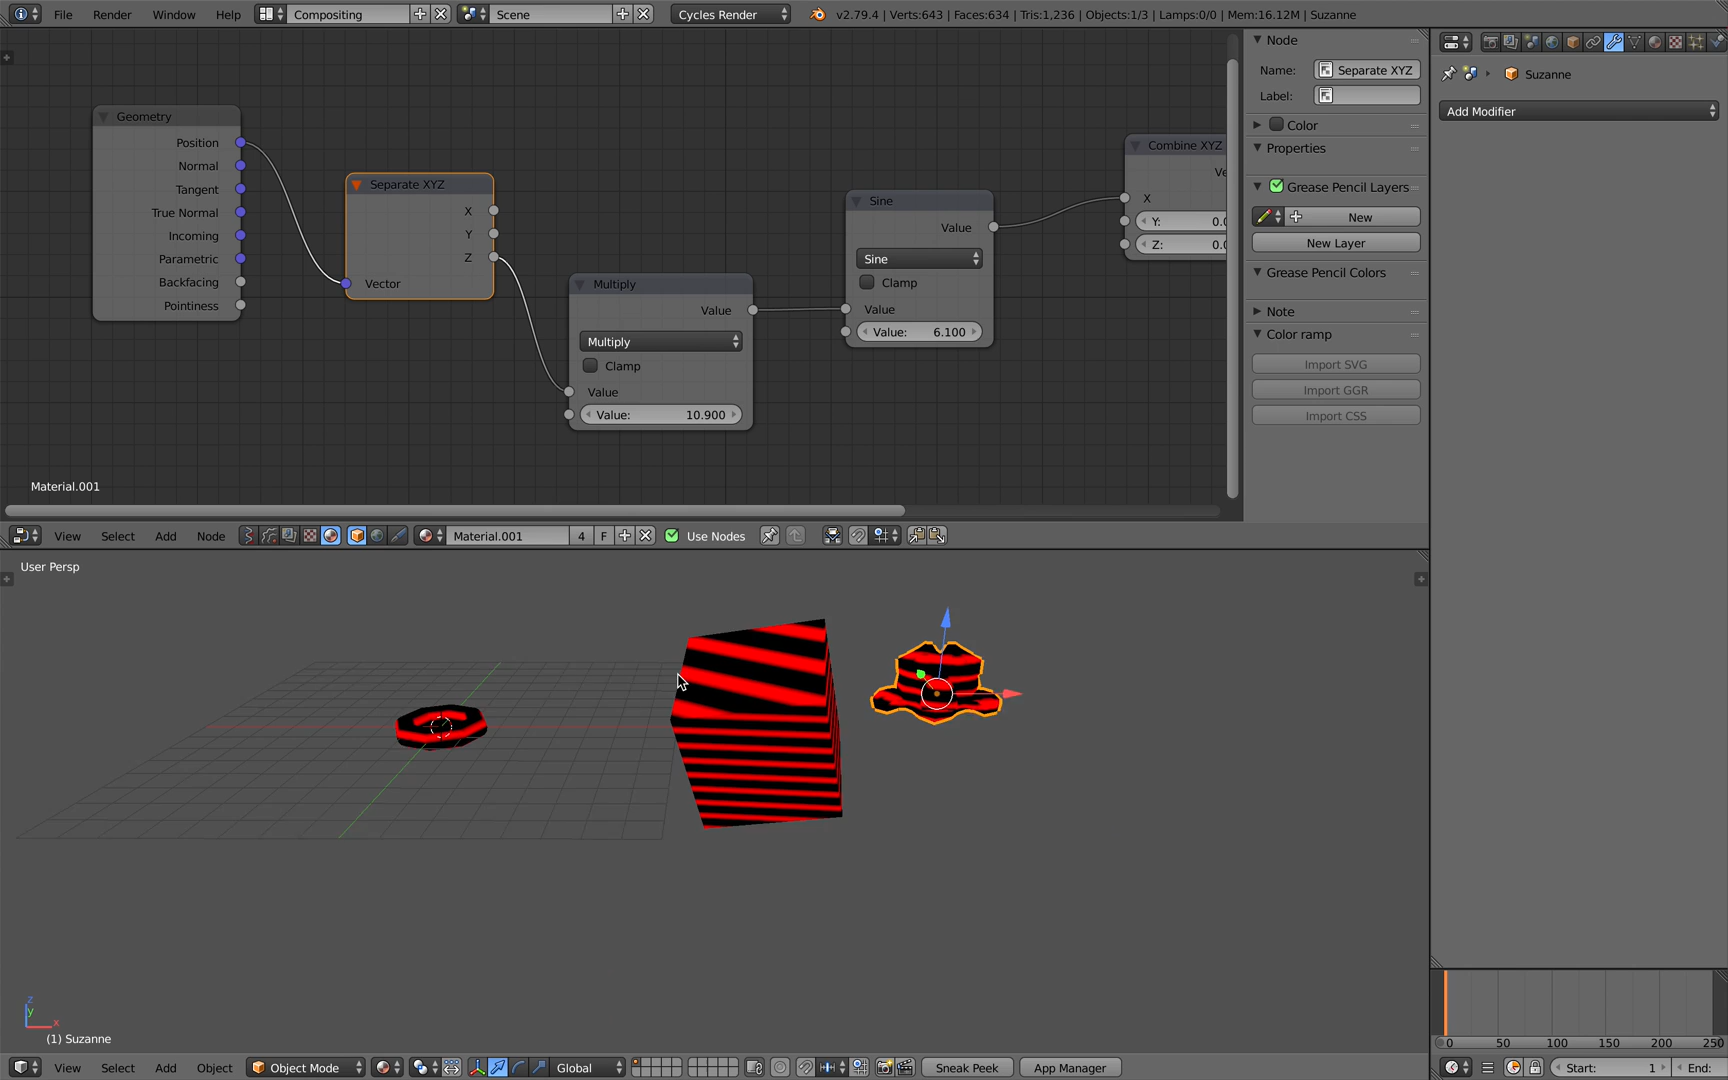 File Render Window Help Compositing Scene Cycles Render v2.79.4 | Verts:643 | Faces:634 | Tris:1,236 | Objects:1/3 | Lamps:0/0 | Mem:16.12M | Suzanne
Geometry
Position
Normal
Tangent
True Normal
Incoming
Parametric
Backfacing
Pointiness
Separate XYZ
X
Y
Z
Vector
Multiply
Value
Multiply
Clamp
Value
Value: 10.900
Sine
Value
Sine
Clamp
Value
Value: 6.100
Combine XYZ
Ve
X
Y: 0.0
Z: 0.0
Material.001
Node
Name: Separate XYZ
Label:
Color
Properties
Grease Pencil Layers
New
New Layer
Grease Pencil Colors
Note
Color ramp
Import SVG
Import GGR
Import CSS
Suzanne
Add Modifier
View Select Add Node Material.001 4 F Use Nodes
User Persp
z
y
x
(1) Suzanne
View Select Add Object Object Mode Global Sneak Peek App Manager
0 50 100 150 200 250
Start: 1 End: